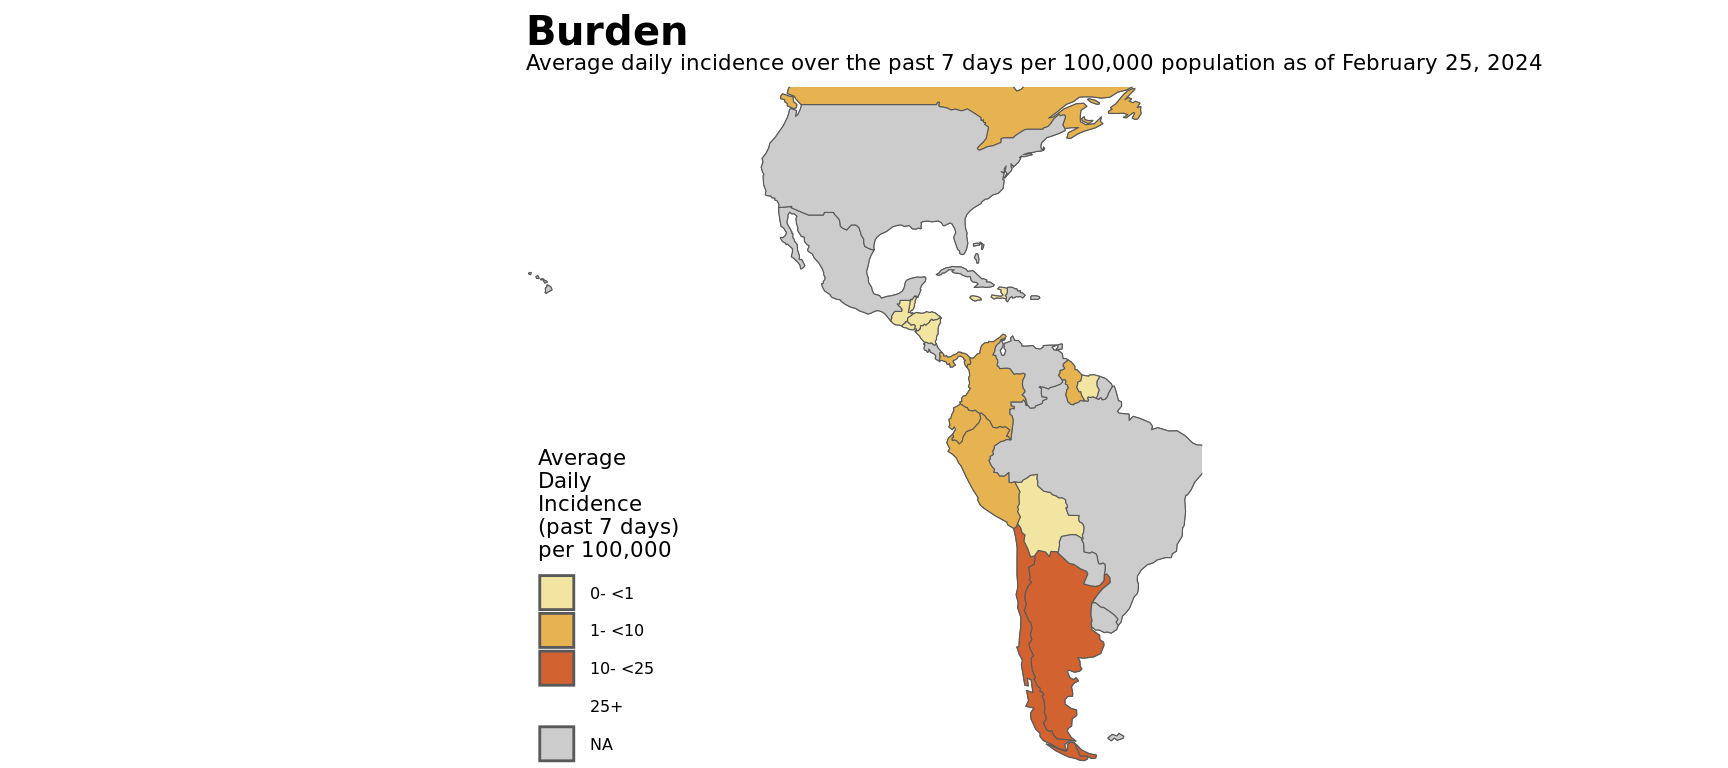 Burden
Average daily incidence over the past 7 days per 100,000 population as of February 25, 2024
Average
Daily
Incidence
(past 7 days)
per 100,000
0- <1
1- <10
10- <25
25+
NA